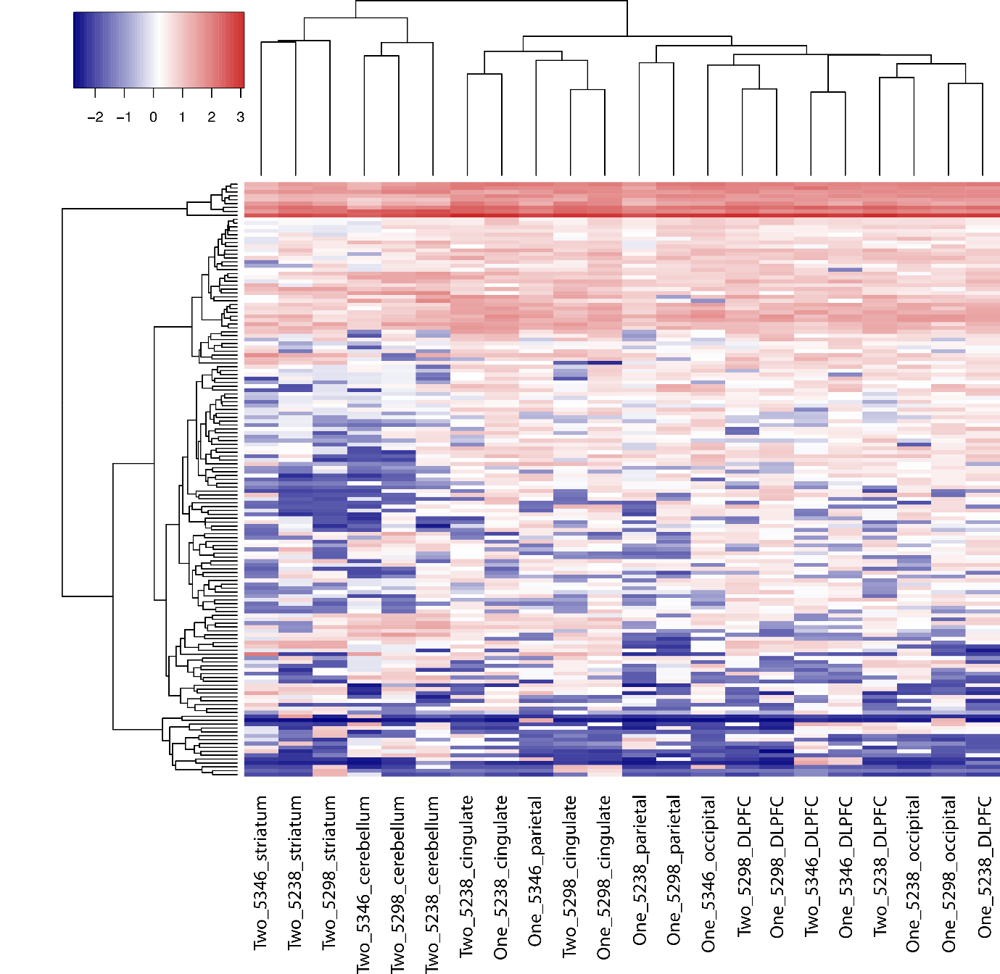 −2 −1 0 1 2 3
Two_5346_striatum
Two_5238_striatum
Two_5298_striatum
Two_5346_cerebellum
Two_5298_cerebellum
Two_5238_cerebellum
Two_5238_cingulate
One_5238_cingulate
One_5346_parietal
Two_5298_cingulate
One_5298_cingulate
One_5238_parietal
One_5298_parietal
One_5346_occipital
Two_5298_DLPFC
One_5298_DLPFC
Two_5346_DLPFC
One_5346_DLPFC
Two_5238_DLPFC
One_5238_occipital
One_5298_occipital
One_5238_DLPFC